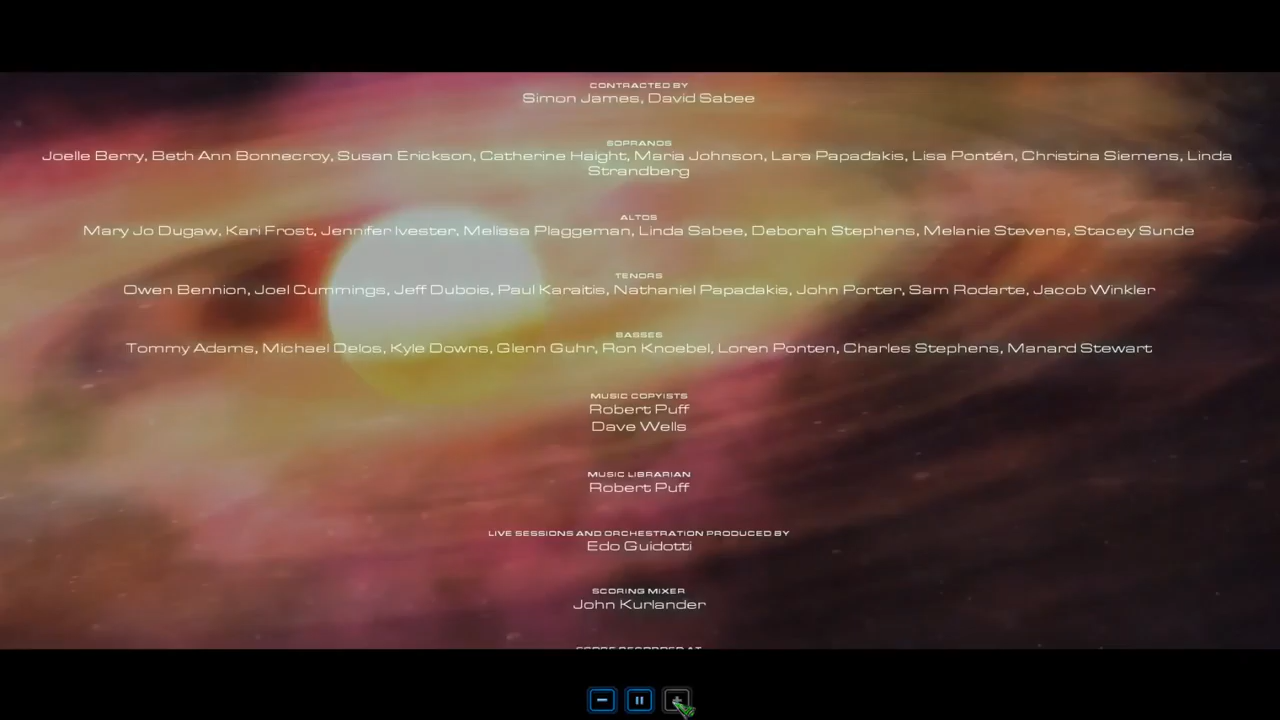 CONTRACTED BY
Simon James, David Sabee
SOPRANOS
Joelle Berry, Beth Ann Bonnecroy, Susan Erickson, Catherine Haight, Maria Johnson, Lara Papadakis, Lisa Pontén, Christina Siemens, Linda
Strandberg
ALTOS
Mary Jo Dugaw, Kari Frost, Jennifer Ivester, Melissa Plaggeman, Linda Sabee, Deborah Stephens, Melanie Stevens, Stacey Sunde
TENORS
Owen Bennion, Joel Cummings, Jeff Dubois, Paul Karaitis, Nathaniel Papadakis, John Porter, Sam Rodarte, Jacob Winkler
BASSES
Tommy Adams, Michael Delos, Kyle Downs, Glenn Guhr, Ron Knoebel, Loren Ponten, Charles Stephens, Manard Stewart
MUSIC COPYISTS
Robert Puff
Dave Wells
MUSIC LIBRARIAN
Robert Puff
LIVE SESSIONS AND ORCHESTRATION PRODUCED BY
Edo Guidotti
SCORING MIXER
John Kurlander
SCORE RECORDED AT